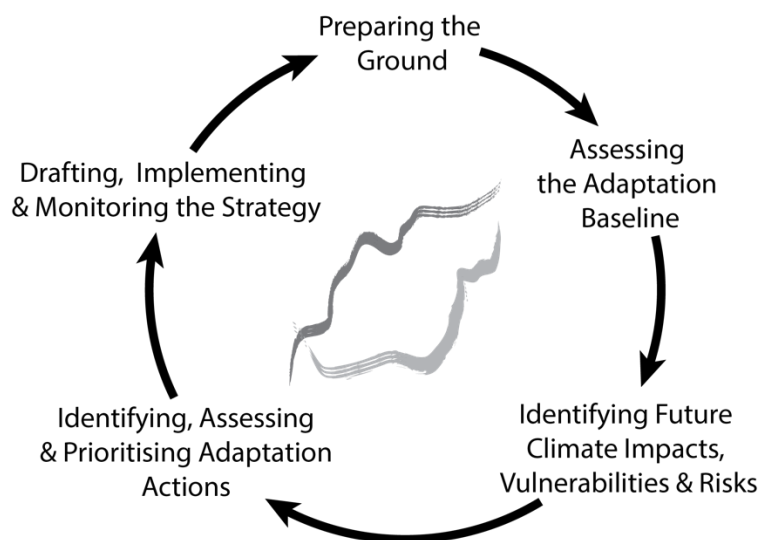 Preparing the
Ground
Assessing
the Adaptation
Baseline
Identifying Future
Climate Impacts,
Vulnerabilities & Risks
Identifying, Assessing
& Prioritising Adaptation
Actions
Drafting, Implementing
& Monitoring the Strategy